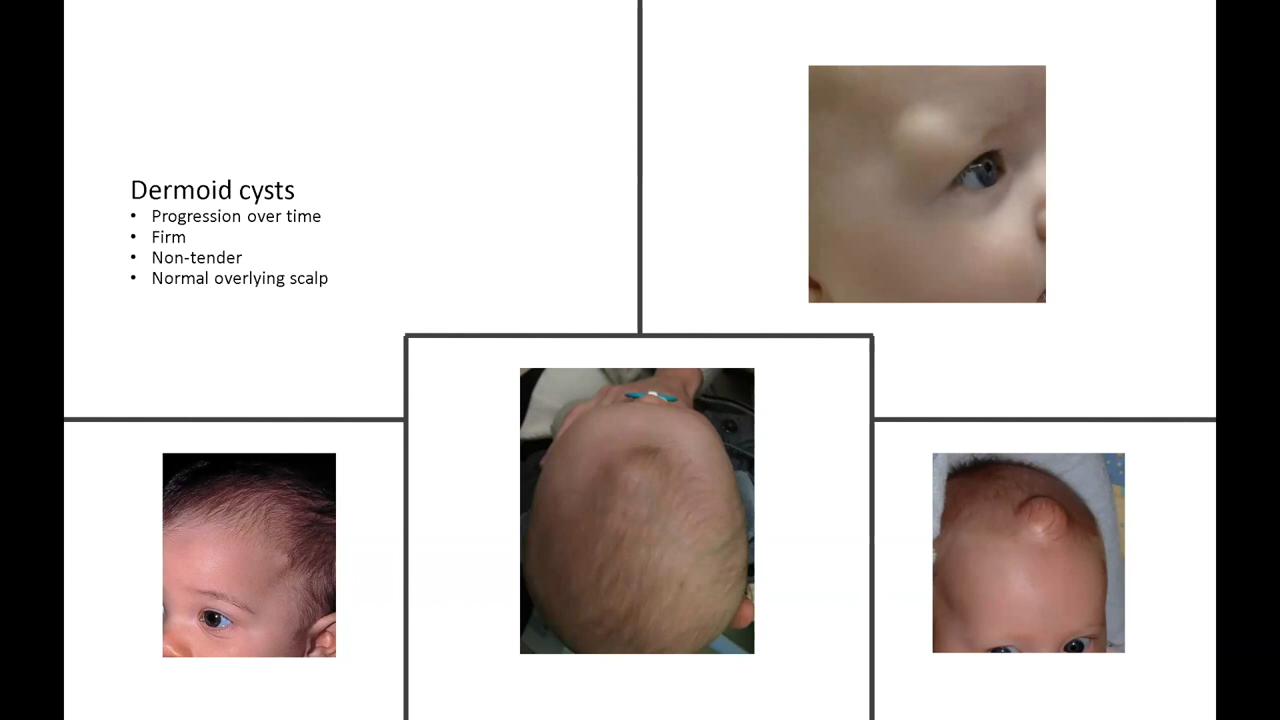 Dermoid cysts
• Progression over time
• Firm
• Non-tender
• Normal overlying scalp